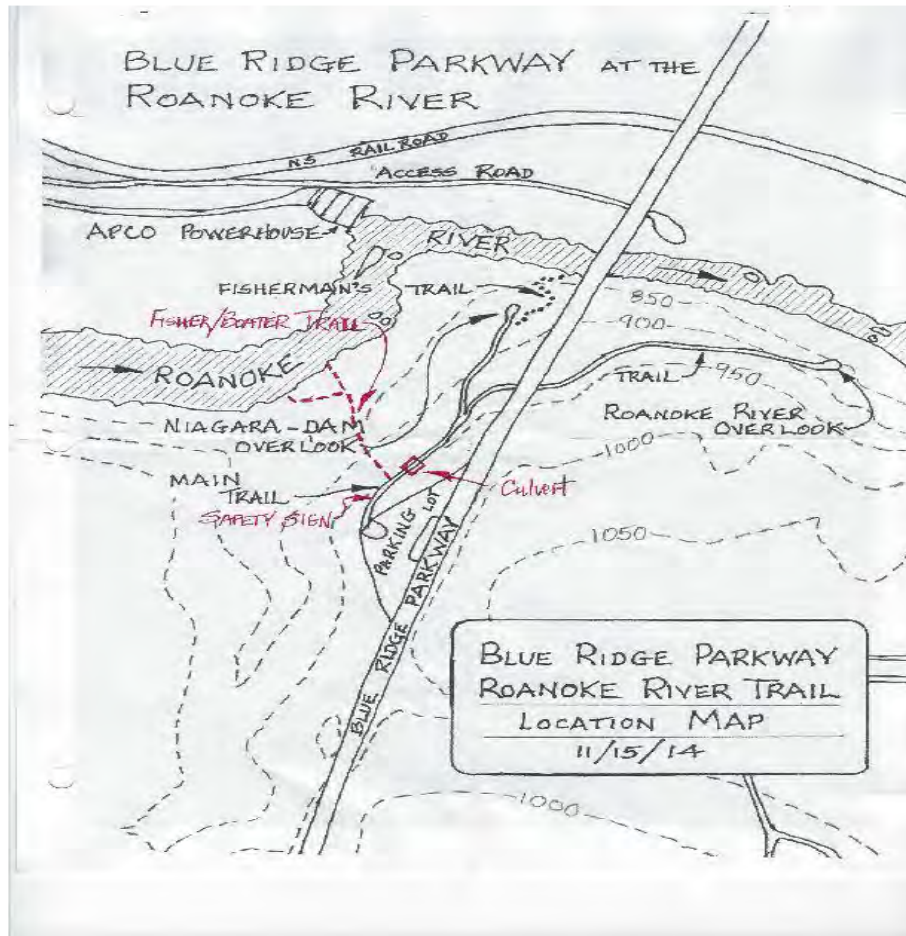 BLUE RIDGE PARKWAY AT THE
ROANOKE RIVER
NS RAIL ROAD
ACCESS ROAD
APCO POWERHOUSE
RIVER
FISHERMAIN'S TRAIL
FISHER/BOATER TRAIL
850
900
ROANOKE
TRAIL
950
NIAGARA-DAM
OVERLOOK
ROANOKE RIVER
OVERLOOK
1000
MAIN
TRAIL
Culvert
SAFETY SIGN
PARKING LOT
1050
BLUE RIDGE PARKWAY
BLUE RIDGE PARKWAY
ROANOKE RIVER TRAIL
LOCATION MAP
11/15/14
1000